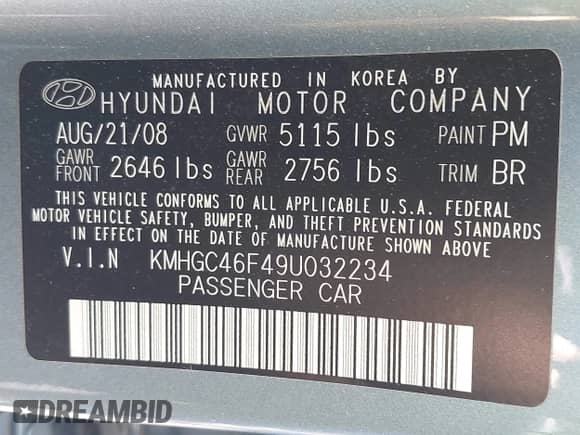 MANUFACTURED IN KOREA BY
HYUNDAI MOTOR COMPANY
AUG/21/08 GVWR 5115 lbs PAINT PM
GAWR FRONT 2646 lbs GAWR REAR 2756 lbs TRIM BR
THIS VEHICLE CONFORMS TO ALL APPLICABLE U.S.A. FEDERAL
MOTOR VEHICLE SAFETY, BUMPER, AND THEFT PREVENTION STANDARDS
IN EFFECT ON THE DATE OF MANUFACTURE SHOWN ABOVE
V.I.N KMHGC46F49U032234
PASSENGER CAR
DREAMBID